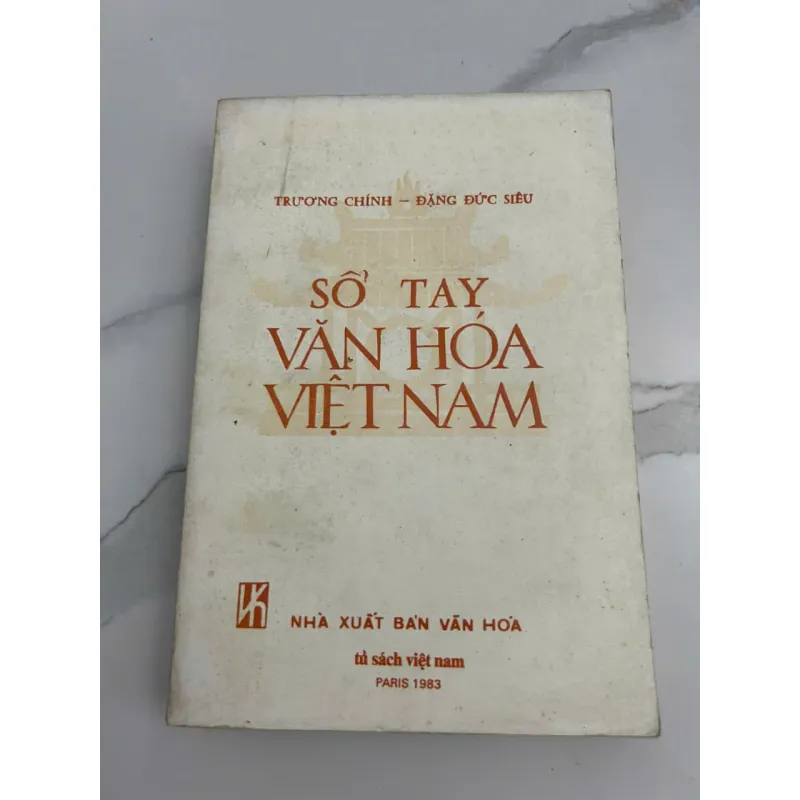 TRƯƠNG CHÍNH – ĐẶNG ĐỨC SIÊU
SỔ TAY
VĂN HÓA
VIỆT NAM
VH
NHÀ XUẤT BẢN VĂN HÓA
tủ sách việt nam
PARIS 1983